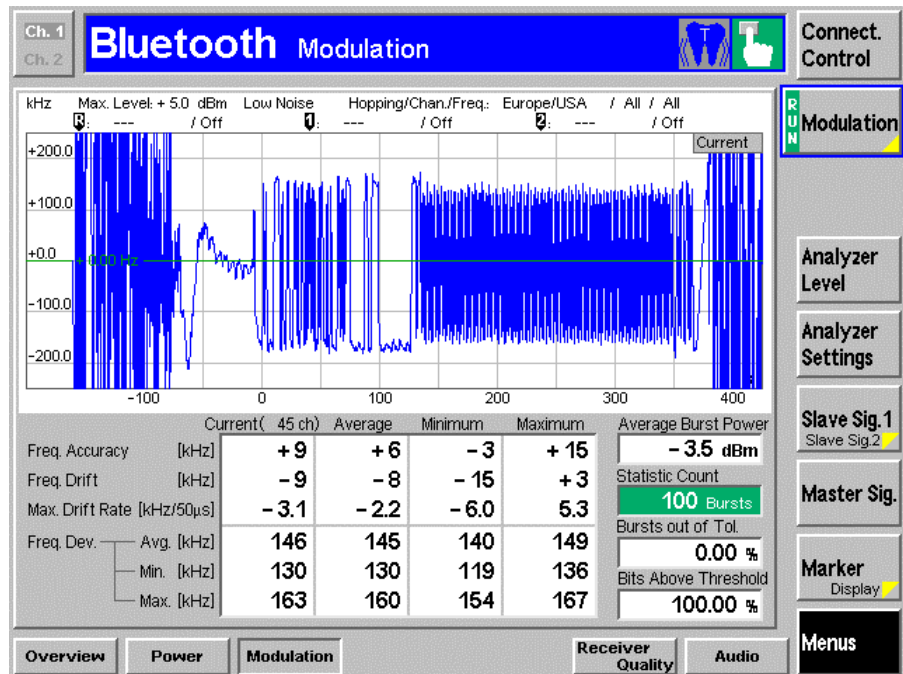 Ch. 1
Ch. 2
Bluetooth Modulation
T
Connect.
Control
kHz Max. Level: + 5.0 dBm Low Noise Hopping/Chan./Freq.: Europe/USA / All / All
R: --- / Off 1: --- / Off 2: --- / Off
RUN
Modulation
Current
+200.0
+100.0
+0.0
+ 0.00 Hz
-100.0
-200.0
-100 0 100 200 300 400
Analyzer
Level
Analyzer
Settings
Slave Sig.1
Slave Sig.2
Master Sig.
Marker
Display
Menus
Current( 45 ch) Average Minimum Maximum
Freq. Accuracy [kHz] + 9 + 6 - 3 + 15
Freq. Drift [kHz] - 9 - 8 - 15 + 3
Max. Drift Rate [kHz/50µs] - 3.1 - 2.2 - 6.0 5.3
Freq. Dev. Avg. [kHz] 146 145 140 149
Min. [kHz] 130 130 119 136
Max. [kHz] 163 160 154 167
Average Burst Power
- 3.5 dBm
Statistic Count
100 Bursts
Bursts out of Tol.
0.00 %
Bits Above Threshold
100.00 %
Overview Power Modulation Receiver Quality Audio